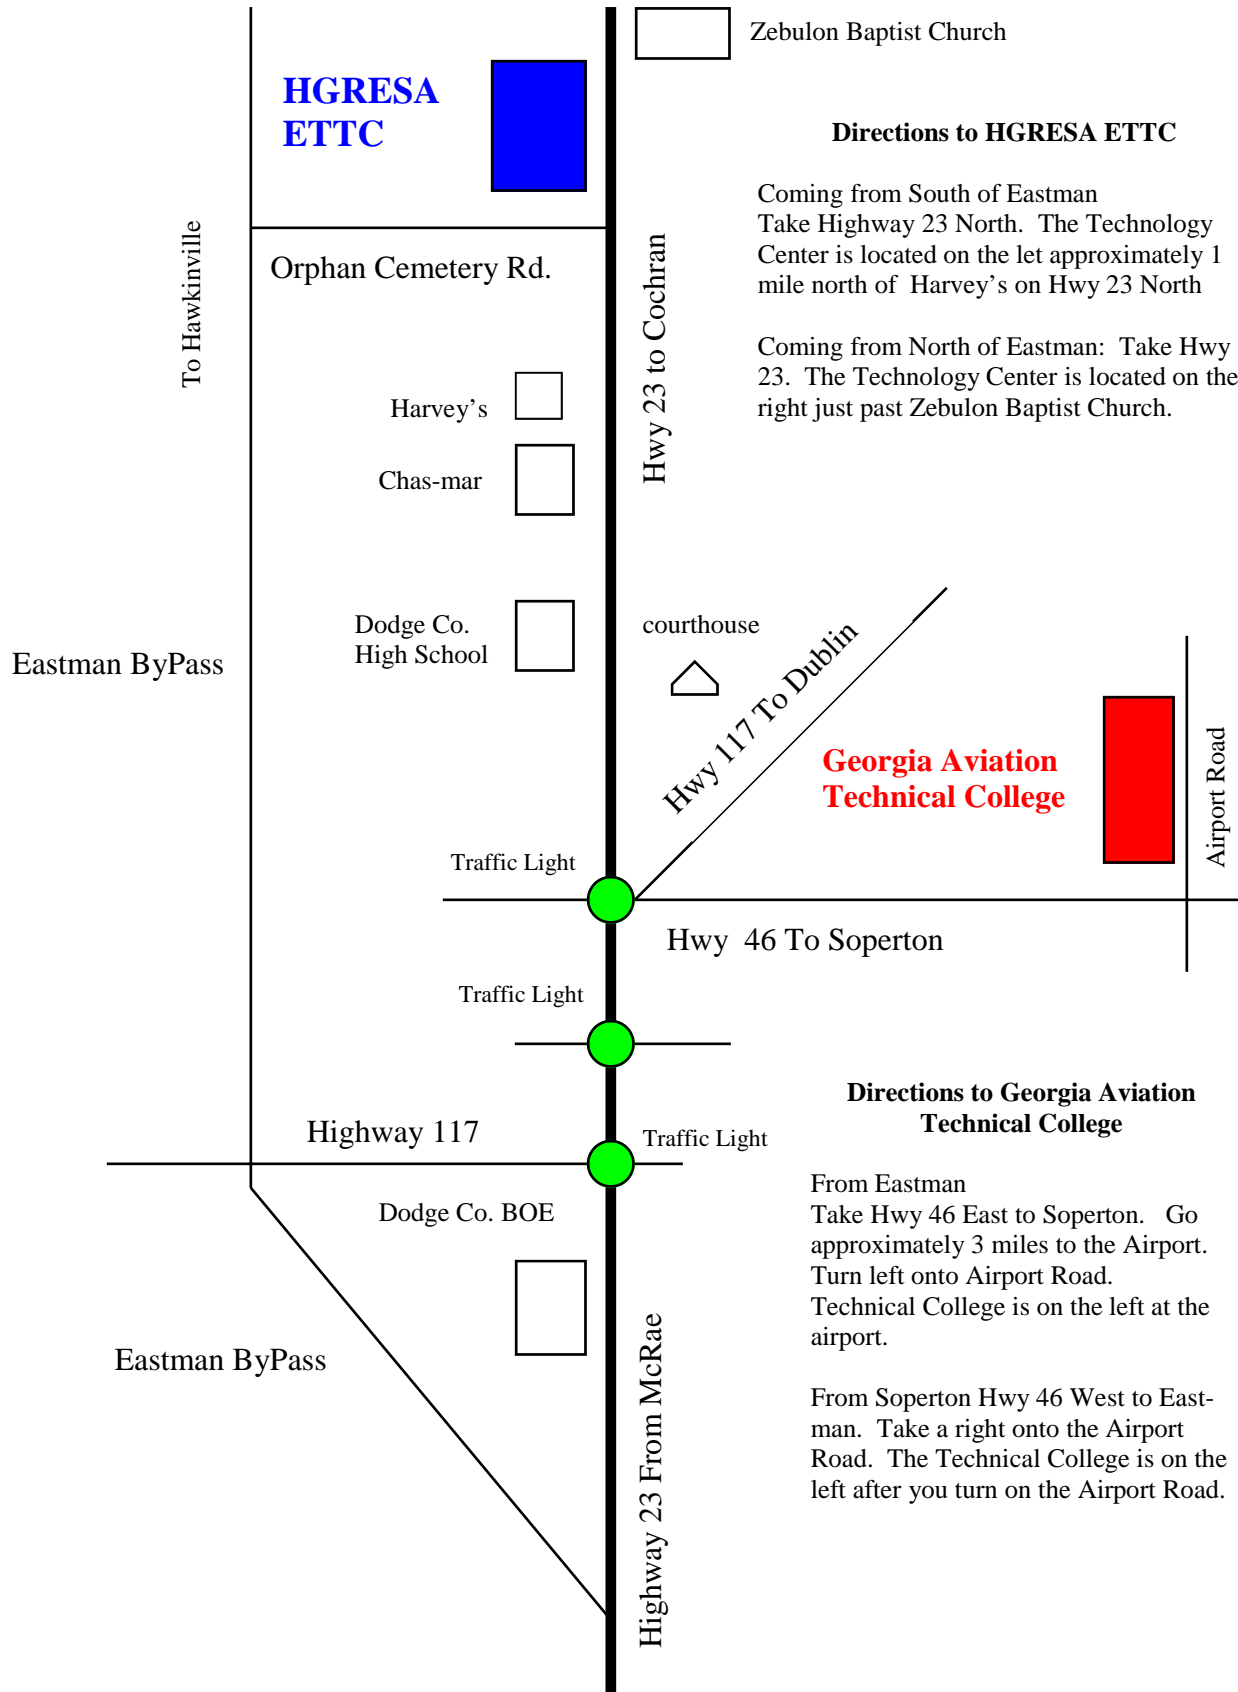 Zebulon Baptist Church
HGRESA
ETTC
Directions to HGRESA ETTC
Coming from South of Eastman
Take Highway 23 North. The Technology
Center is located on the let approximately 1
mile north of Harvey's on Hwy 23 North
Coming from North of Eastman: Take Hwy
23. The Technology Center is located on the
right just past Zebulon Baptist Church.
To Hawkinville
Orphan Cemetery Rd.
Hwy 23 to Cochran
Harvey's
Chas-mar
Dodge Co.
High School
courthouse
Eastman ByPass
Hwy 117 To Dublin
Georgia Aviation
Technical College
Airport Road
Traffic Light
Hwy 46 To Soperton
Traffic Light
Highway 117
Traffic Light
Directions to Georgia Aviation
Technical College
From Eastman
Take Hwy 46 East to Soperton. Go
approximately 3 miles to the Airport.
Turn left onto Airport Road.
Technical College is on the left at the
airport.
From Soperton Hwy 46 West to East-
man. Take a right onto the Airport
Road. The Technical College is on the
left after you turn on the Airport Road.
Dodge Co. BOE
Eastman ByPass
Highway 23 From McRae